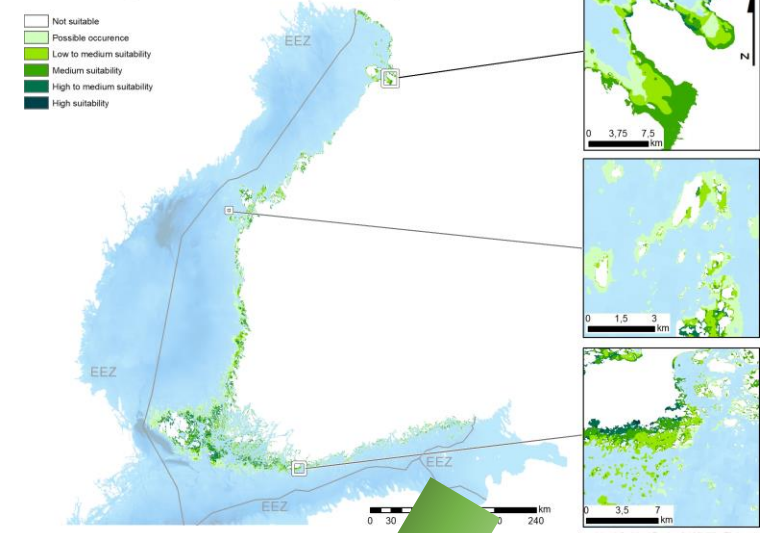 Not suitable
Possible occurence
Low to medium suitability
Medium suitability
High to medium suitability
High suitability
EEZ
EEZ
EEZ
EEZ
N
0 3,75 7,5
km
0 1,5 3
km
0 3,5 7
km
km
0 30 240